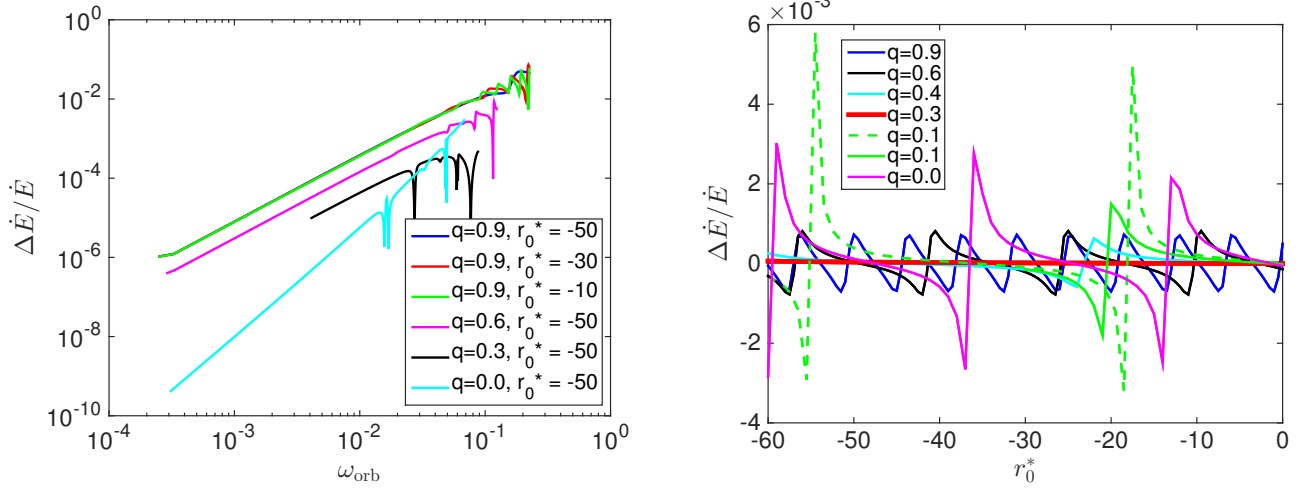 10^0
10^-2
10^-4
10^-6
10^-8
10^-10
ΔĖ/Ė
10^-4
10^-3
10^-2
10^-1
10^0
ω_orb
q=0.9, r_0^* = -50
q=0.9, r_0^* = -30
q=0.9, r_0^* = -10
q=0.6, r_0^* = -50
q=0.3, r_0^* = -50
q=0.0, r_0^* = -50
×10^-3
6
4
2
0
-2
-4
ΔĖ/Ė
-60
-50
-40
-30
-20
-10
0
r_0^*
q=0.9
q=0.6
q=0.4
q=0.3
q=0.1
q=0.1
q=0.0